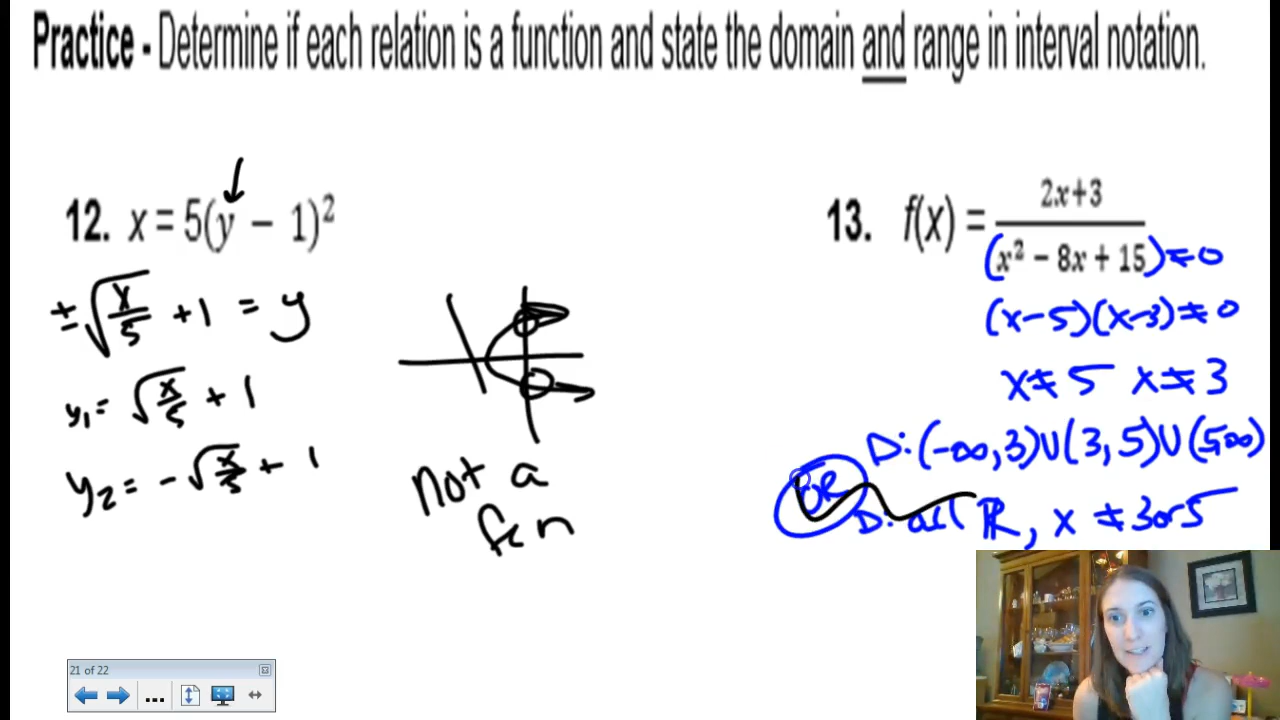 Practice - Determine if each relation is a function and state the domain and range in interval notation.
12. x = 5(y − 1)²
±√(x/5) + 1 = y
y₁ = √(x/5) + 1
y₂ = -√(x/5) + 1
not a
fcn
13. f(x) = (2x+3)/(x² − 8x + 15)
( ) ≠ 0
(x-5)(x-3) ≠ 0
x ≠ 5 x ≠ 3
D: (-∞, 3)∪(3, 5)∪(5, ∞)
OR
D: all ℝ, x ≠ 3 or 5
21 of 22